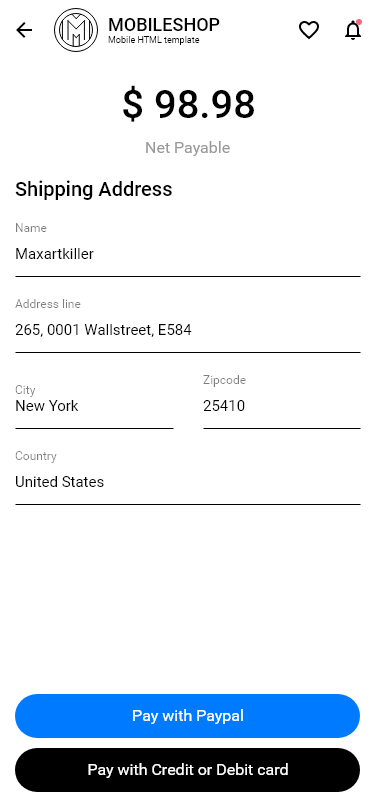 MOBILESHOP
Mobile HTML template
$ 98.98
Net Payable
Shipping Address
Name
Maxartkiller
Address line
265, 0001 Wallstreet, E584
City
New York
Zipcode
25410
Country
United States
Pay with Paypal
Pay with Credit or Debit card